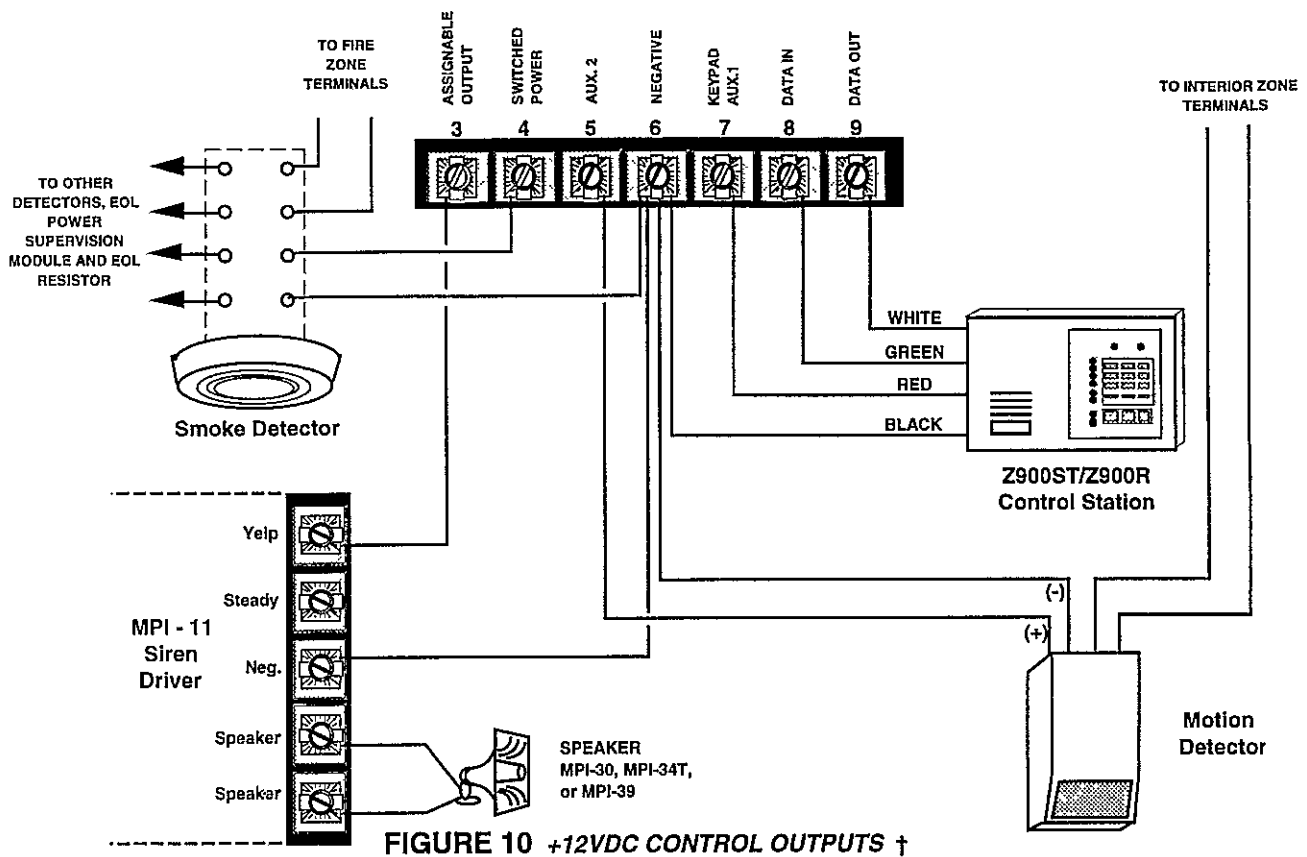 TO FIRE
ZONE
TERMINALS
ASSIGNABLE
OUTPUT
SWITCHED
POWER
AUX. 2
NEGATIVE
KEYPAD
AUX.1
DATA IN
DATA OUT
TO INTERIOR ZONE
TERMINALS
3 4 5 6 7 8 9
TO OTHER
DETECTORS, EOL
POWER
SUPERVISION
MODULE AND EOL
RESISTOR
WHITE
GREEN
RED
BLACK
Smoke Detector
Z900ST/Z900R
Control Station
Yelp
Steady
Neg.
Speaker
Speaker
MPI - 11
Siren
Driver
(-)
(+)
Motion
Detector
SPEAKER
MPI-30, MPI-34T,
or MPI-39
FIGURE 10 +12VDC CONTROL OUTPUTS †